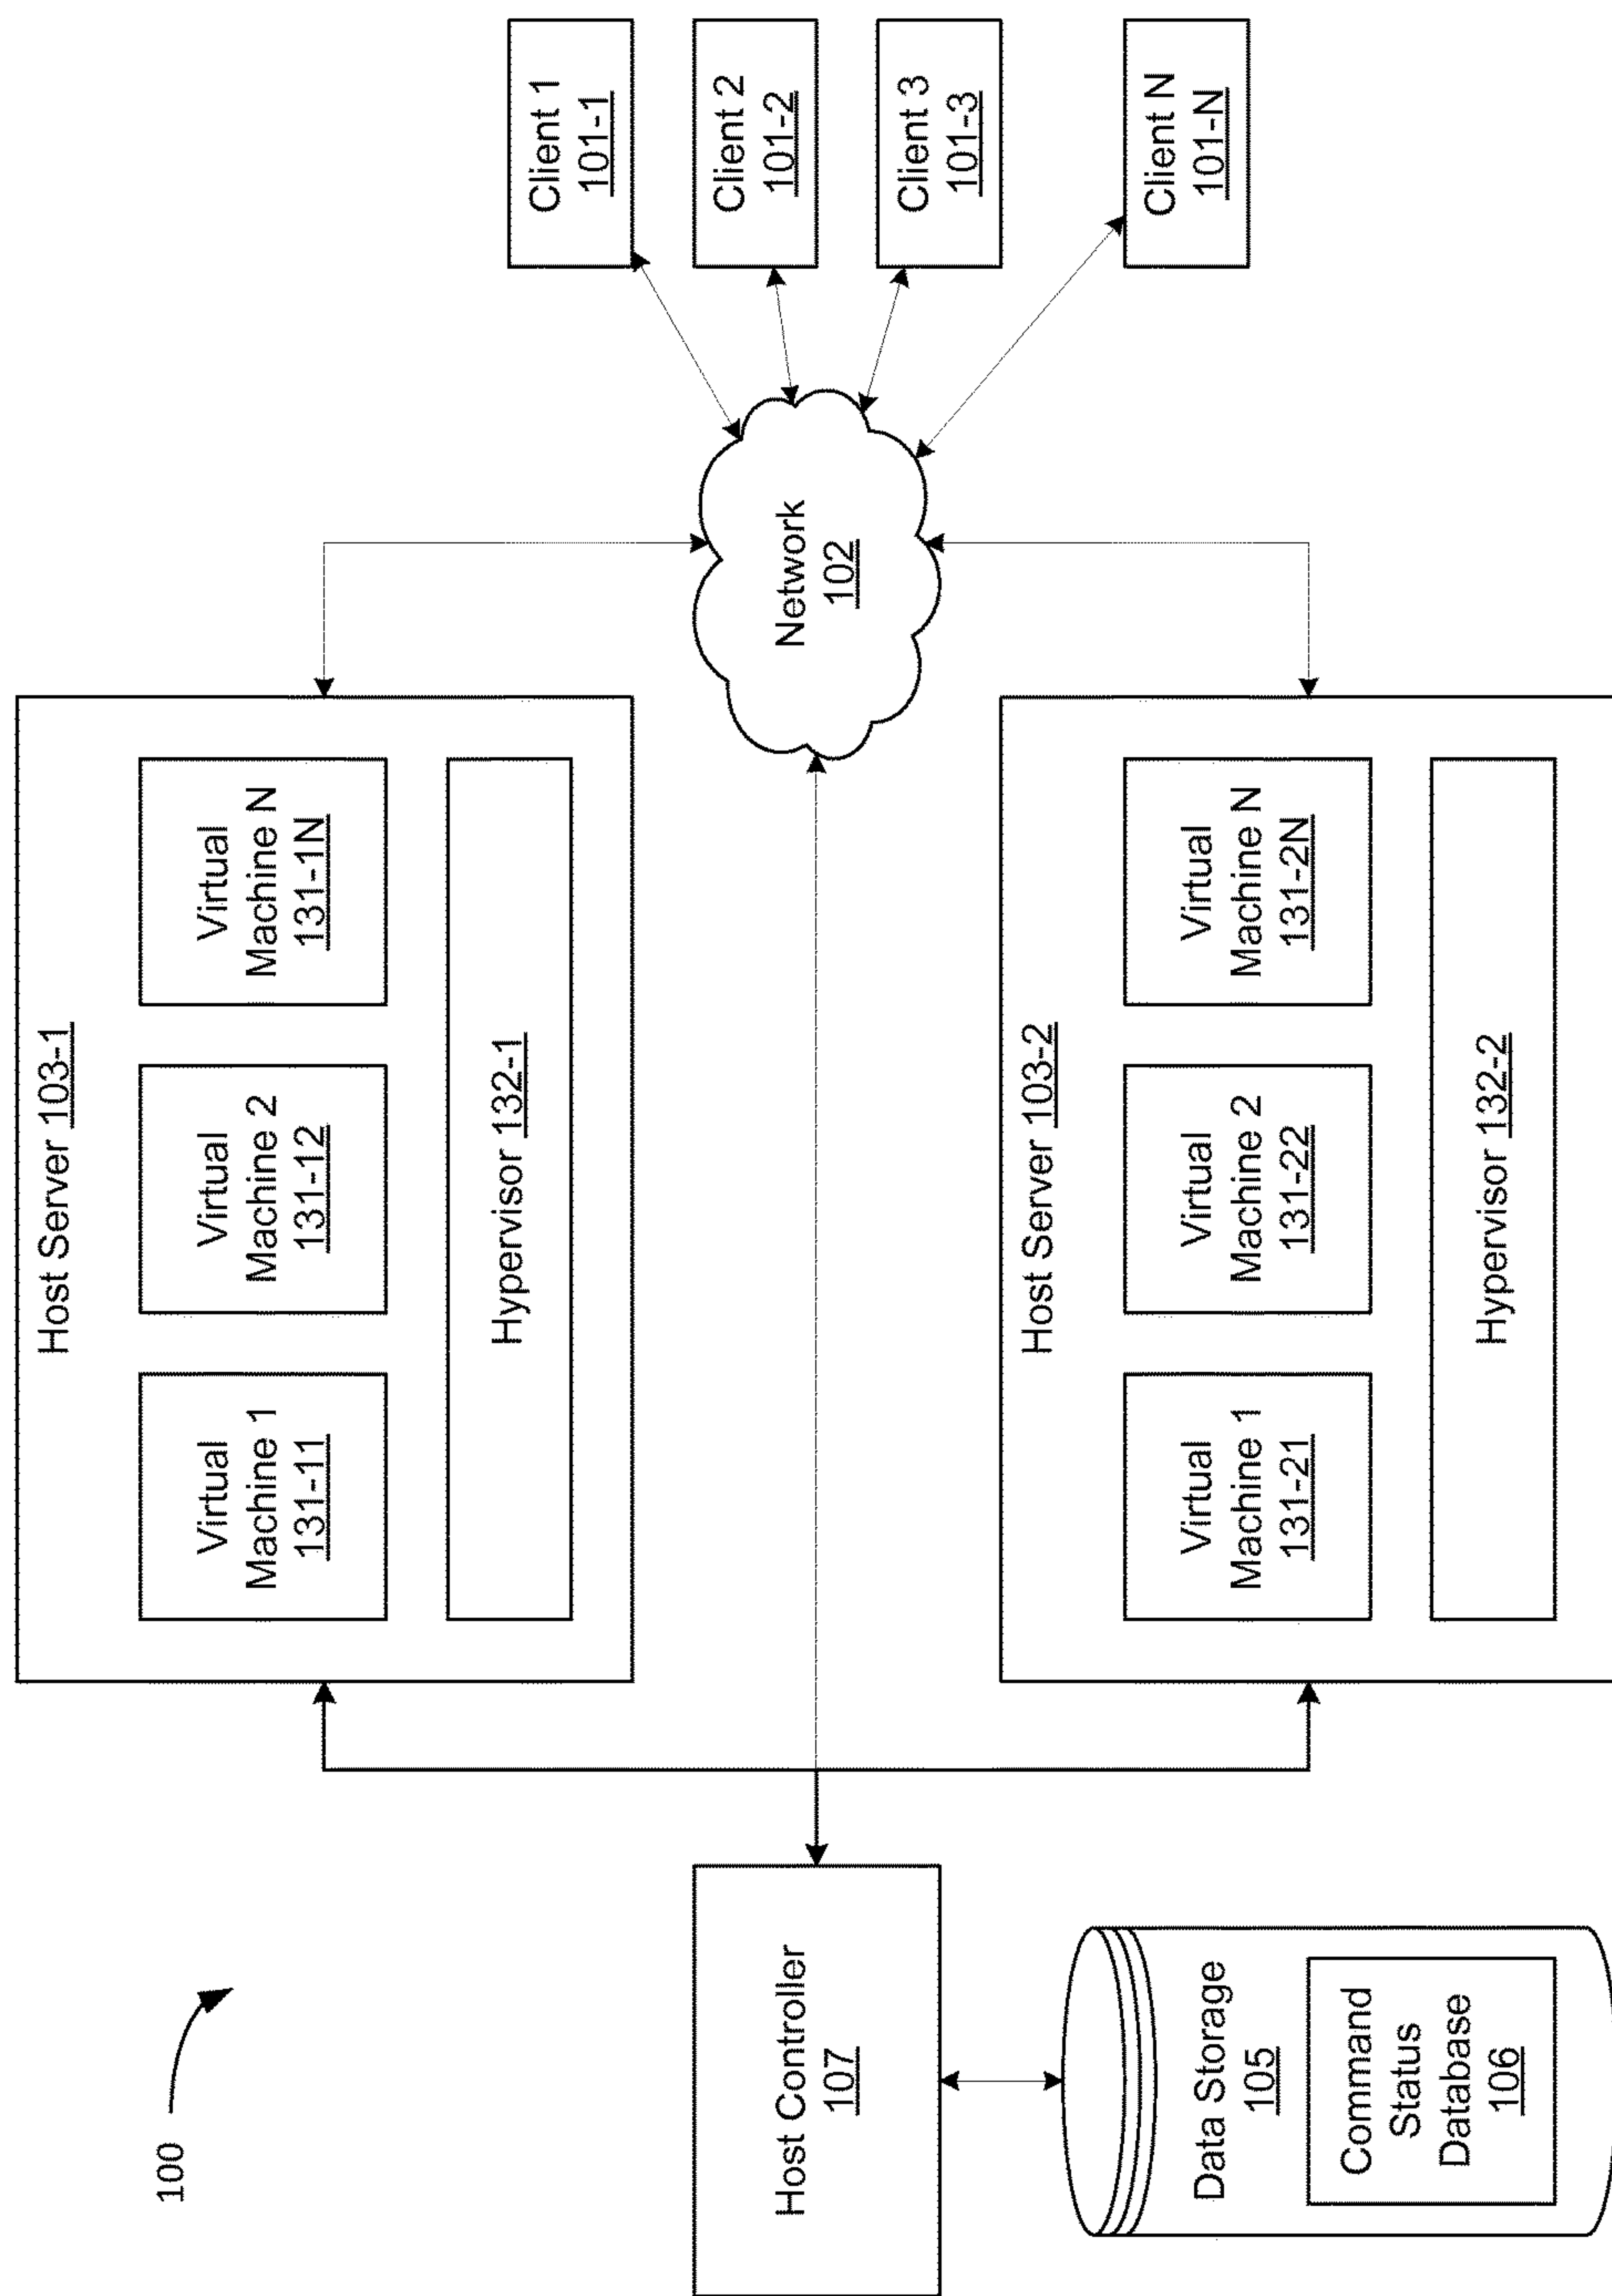 100
Host Server 103-1
Virtual
Machine 1
131-11
Virtual
Machine 2
131-12
Virtual
Machine N
131-1N
Hypervisor 132-1
Host Controller
107
Network
102
Client 1
101-1
Client 2
101-2
Client 3
101-3
Client N
101-N
Data Storage
105
Command
Status
Database
106
Host Server 103-2
Virtual
Machine 1
131-21
Virtual
Machine 2
131-22
Virtual
Machine N
131-2N
Hypervisor 132-2